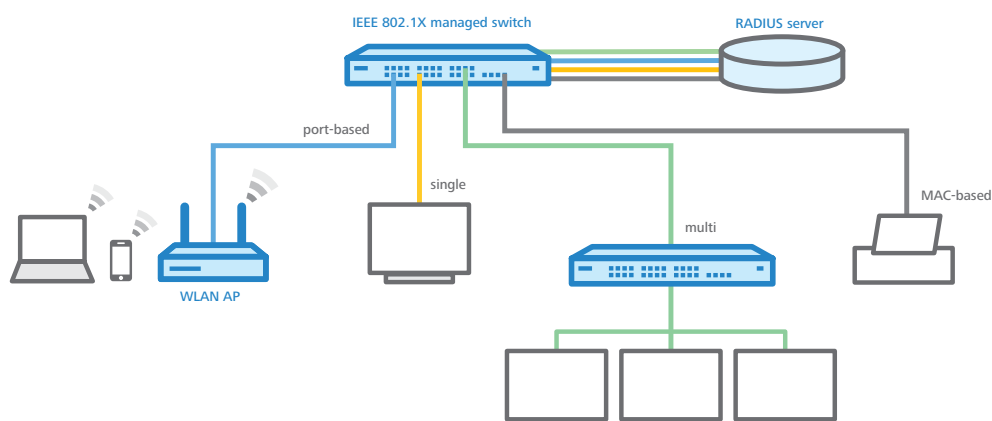 IEEE 802.1X managed switch
RADIUS server
port-based
single
MAC-based
multi
WLAN AP